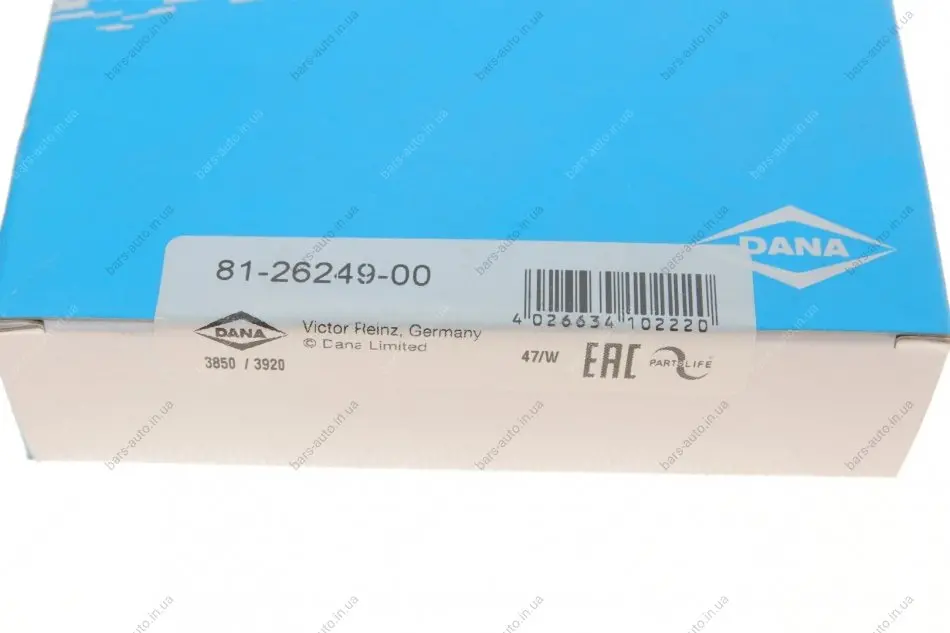 DANA
81-26249-00
4 026634 102220
DANA
Victor Reinz, Germany
© Dana Limited
3850 / 3920
47/W
EAC
PARTSLIFE®
bars-auto.in.ua